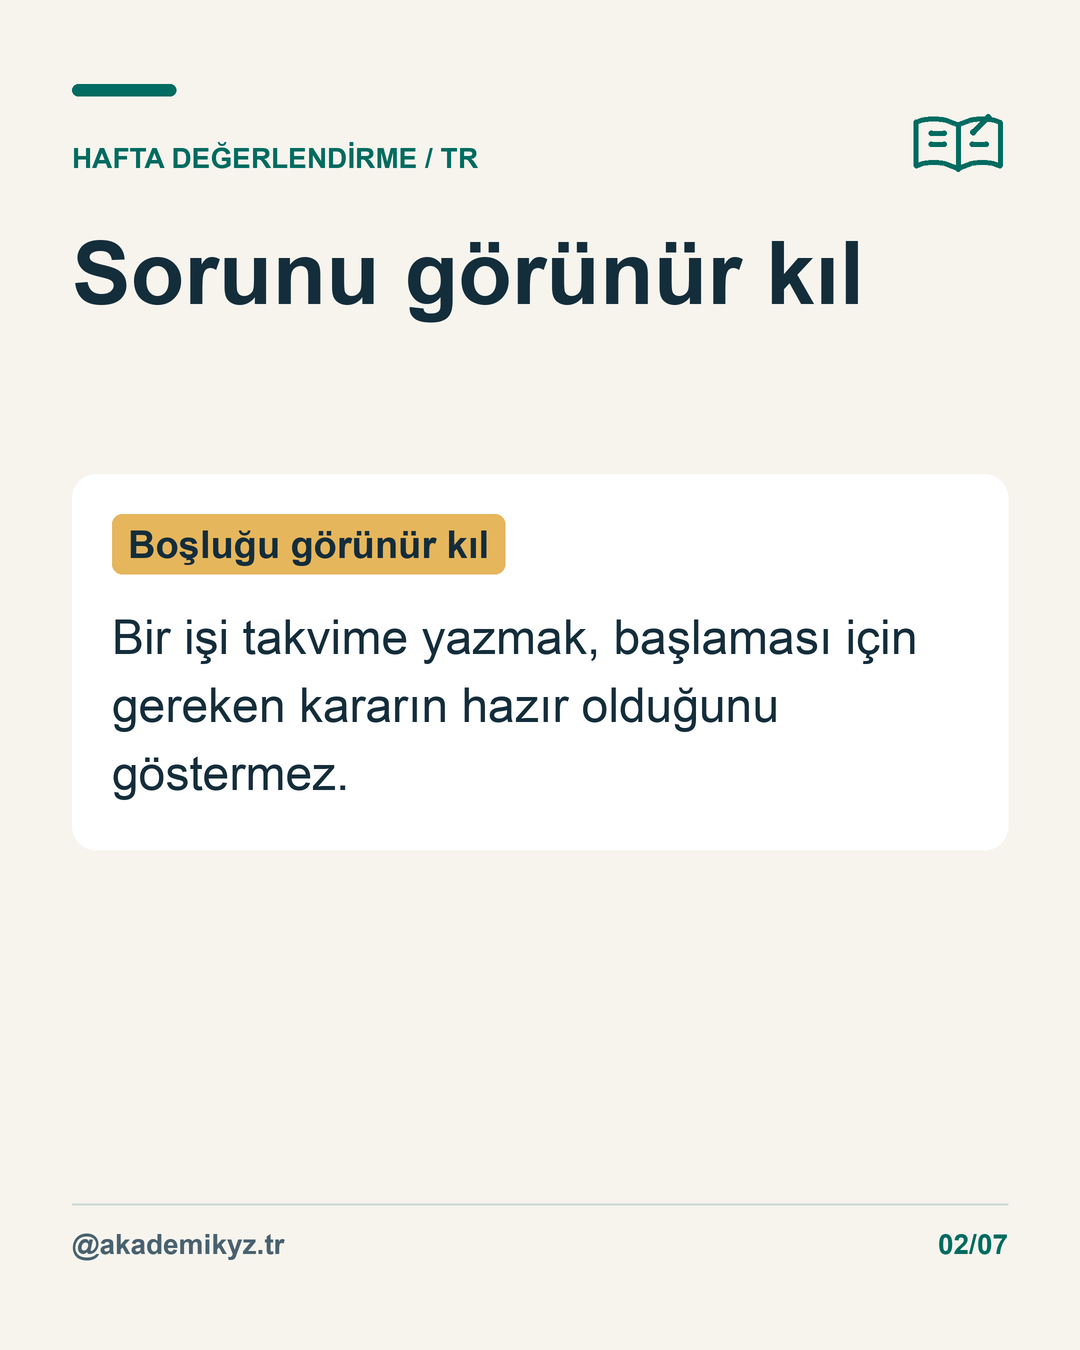 HAFTA DEĞERLENDİRME / TR
Sorunu görünür kıl
Boşluğu görünür kıl
Bir işi takvime yazmak, başlaması için
gereken kararın hazır olduğunu
göstermez.
@akademikyz.tr
02/07